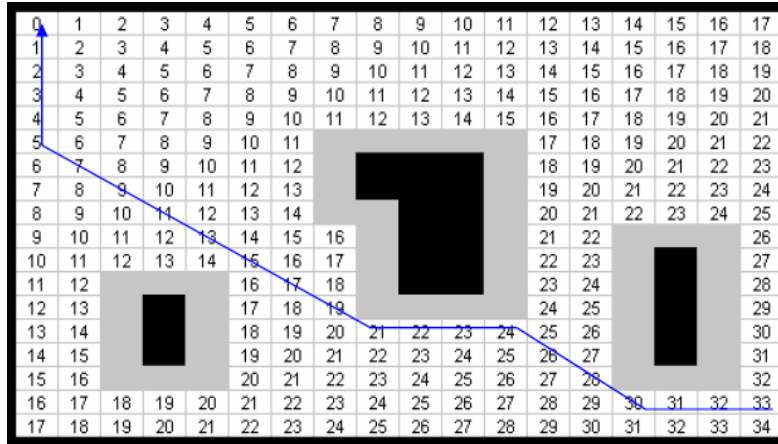 0 1 2 3 4 5 6 7 8 9 10 11 12 13 14 15 16 17
1 2 3 4 5 6 7 8 9 10 11 12 13 14 15 16 17 18
2 3 4 5 6 7 8 9 10 11 12 13 14 15 16 17 18 19
3 4 5 6 7 8 9 10 11 12 13 14 15 16 17 18 19 20
4 5 6 7 8 9 10 11 12 13 14 15 16 17 18 19 20 21
5 6 7 8 9 10 11 17 18 19 20 21 22
6 7 8 9 10 11 12 18 19 20 21 22 23
7 8 9 10 11 12 13 19 20 21 22 23 24
8 9 10 11 12 13 14 20 21 22 23 24 25
9 10 11 12 13 14 15 16 21 22 26
10 11 12 13 14 15 16 17 22 23 27
11 12 16 17 18 23 24 28
12 13 17 18 19 24 25 29
13 14 18 19 20 21 22 23 24 25 26 30
14 15 19 20 21 22 23 24 25 26 27 31
15 16 20 21 22 23 24 25 26 27 28 32
16 17 18 19 20 21 22 23 24 25 26 27 28 29 30 31 32 33
17 18 19 20 21 22 23 24 25 26 27 28 29 30 31 32 33 34